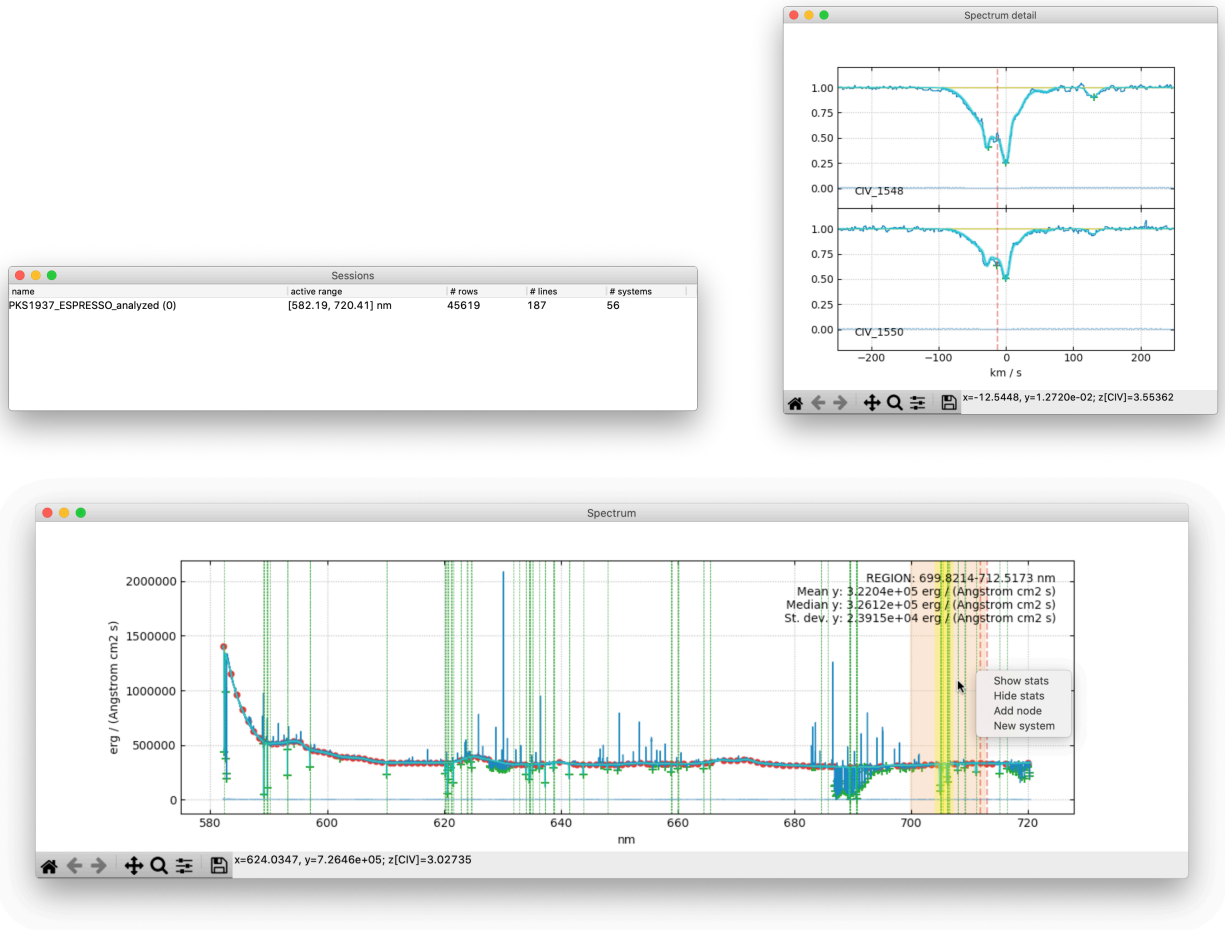 Spectrum detail
1.00
0.75
0.50
0.25
0.00
CIV_1548
1.00
0.75
0.50
0.25
0.00
CIV_1550
−200 −100 0 100 200
km / s
x=-12.5448, y=1.2720e-02; z[CIV]=3.55362
Sessions
name active range # rows # lines # systems
PKS1937_ESPRESSO_analyzed (0) [582.19, 720.41] nm 45619 187 56
Spectrum
erg / (Angstrom cm2 s)
2000000
1500000
1000000
500000
0
REGION: 699.8214-712.5173 nm
Mean y: 3.2204e+05 erg / (Angstrom cm2 s)
Median y: 3.2612e+05 erg / (Angstrom cm2 s)
St. dev. y: 2.3915e+04 erg / (Angstrom cm2 s)
Show stats
Hide stats
Add node
New system
580 600 620 640 660 680 700 720
nm
x=624.0347, y=7.2646e+05; z[CIV]=3.02735